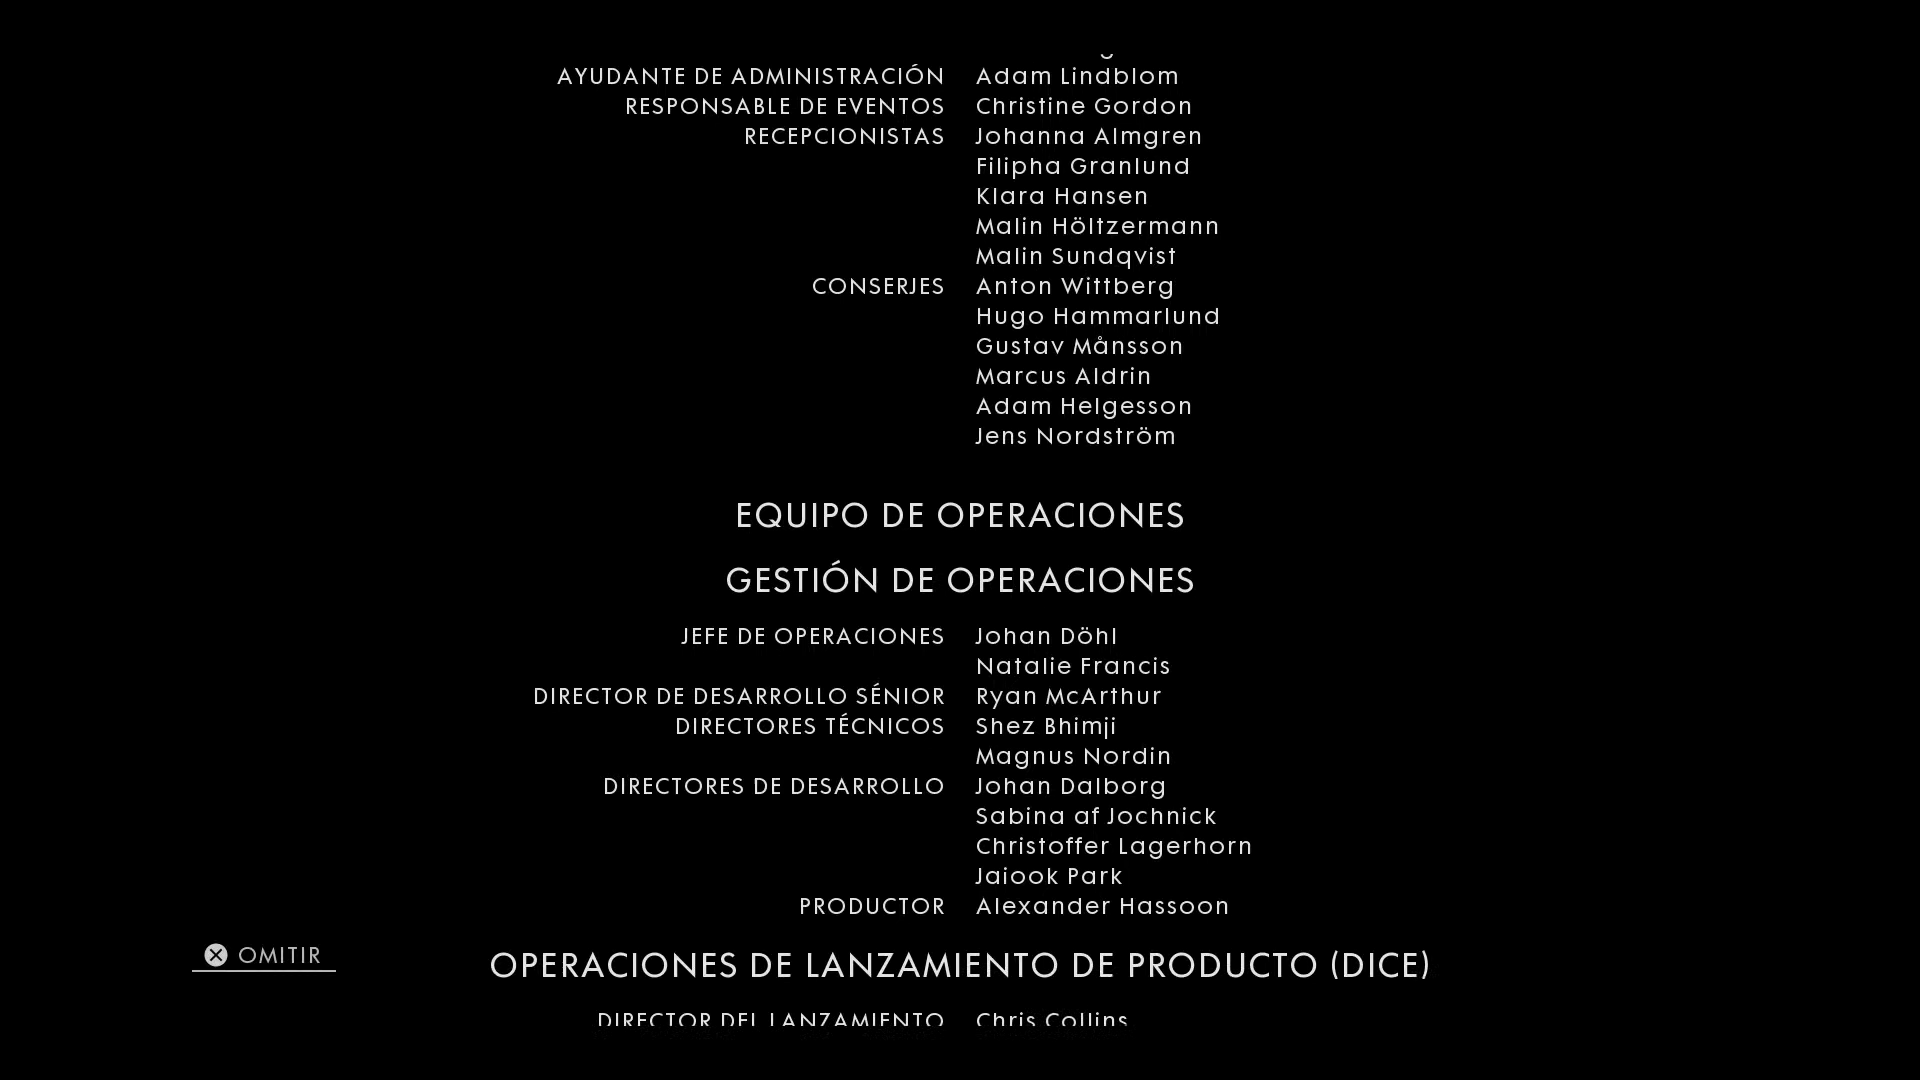 AYUDANTE DE ADMINISTRACIÓN Adam Lindblom
RESPONSABLE DE EVENTOS Christine Gordon
RECEPCIONISTAS Johanna Almgren
Filipha Granlund
Klara Hansen
Malin Höltzermann
Malin Sundqvist
CONSERJES Anton Wittberg
Hugo Hammarlund
Gustav Månsson
Marcus Aldrin
Adam Helgesson
Jens Nordström
EQUIPO DE OPERACIONES
GESTIÓN DE OPERACIONES
JEFE DE OPERACIONES Johan Döhl
Natalie Francis
DIRECTOR DE DESARROLLO SÉNIOR Ryan McArthur
DIRECTORES TÉCNICOS Shez Bhimji
Magnus Nordin
DIRECTORES DE DESARROLLO Johan Dalborg
Sabina af Jochnick
Christoffer Lagerhorn
Jaiook Park
PRODUCTOR Alexander Hassoon
OMITIR
OPERACIONES DE LANZAMIENTO DE PRODUCTO (DICE)
DIRECTOR DEL LANZAMIENTO Chris Collins